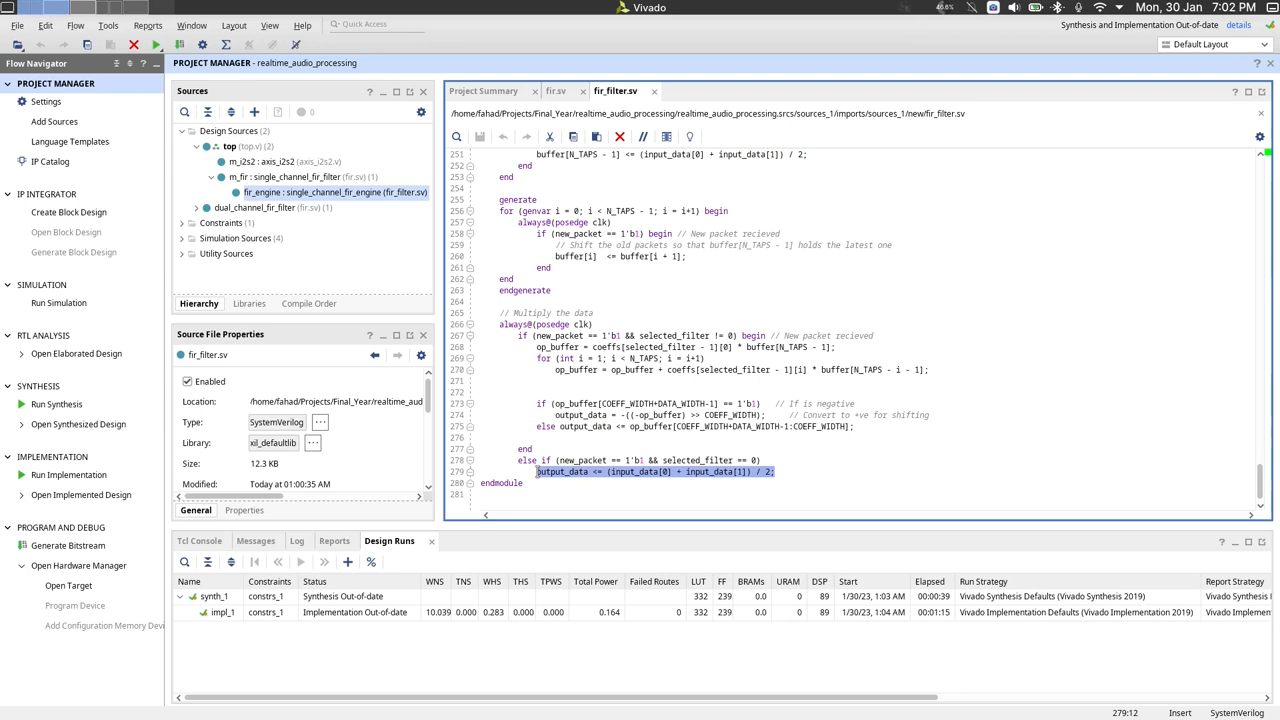 Vivado
46.6%
Mon, 30 Jan 7:02 PM
File Edit Flow Tools Reports Window Layout View Help Quick Access
Synthesis and Implementation Out-of-date details
Default Layout
Flow Navigator
PROJECT MANAGER - realtime_audio_processing
PROJECT MANAGER
Settings
Add Sources
Language Templates
IP Catalog
IP INTEGRATOR
Create Block Design
Open Block Design
Generate Block Design
SIMULATION
Run Simulation
RTL ANALYSIS
Open Elaborated Design
SYNTHESIS
Run Synthesis
Open Synthesized Design
IMPLEMENTATION
Run Implementation
Open Implemented Design
PROGRAM AND DEBUG
Generate Bitstream
Open Hardware Manager
Open Target
Program Device
Add Configuration Memory Devi
Sources
0
Design Sources (2)
top (top.v) (2)
m_i2s2 : axis_i2s2 (axis_i2s2.v)
m_fir : single_channel_fir_filter (fir.sv) (1)
fir_engine : single_channel_fir_engine (fir_filter.sv)
dual_channel_fir_filter (fir.sv) (1)
Constraints (1)
Simulation Sources (4)
Utility Sources
Hierarchy Libraries Compile Order
Source File Properties
fir_filter.sv
Enabled
Location: /home/fahad/Projects/Final_Year/realtime_aud
Type: SystemVerilog
Library: xil_defaultlib
Size: 12.3 KB
Modified: Today at 01:00:35 AM
General Properties
Project Summary fir.sv fir_filter.sv
/home/fahad/Projects/Final_Year/realtime_audio_processing/realtime_audio_processing.srcs/sources_1/imports/sources_1/new/fir_filter.sv
251 buffer[N_TAPS - 1] <= (input_data[0] + input_data[1]) / 2;
252 end
253 end
254
255 generate
256 for (genvar i = 0; i < N_TAPS - 1; i = i+1) begin
257 always@(posedge clk)
258 if (new_packet == 1'b1) begin // New packet recieved
259 // Shift the old packets so that buffer[N_TAPS - 1] holds the latest one
260 buffer[i] <= buffer[i + 1];
261 end
262 end
263 endgenerate
264
265 // Multiply the data
266 always@(posedge clk)
267 if (new_packet == 1'b1 && selected_filter != 0) begin // New packet recieved
268 op_buffer = coeffs[selected_filter - 1][0] * buffer[N_TAPS - 1];
269 for (int i = 1; i < N_TAPS; i = i+1)
270 op_buffer = op_buffer + coeffs[selected_filter - 1][i] * buffer[N_TAPS - i - 1];
271
272
273 if (op_buffer[COEFF_WIDTH+DATA_WIDTH-1] == 1'b1) // If is negative
274 output_data = -((-op_buffer) >> COEFF_WIDTH); // Convert to +ve for shifting
275 else output_data <= op_buffer[COEFF_WIDTH+DATA_WIDTH-1:COEFF_WIDTH];
276
277 end
278 else if (new_packet == 1'b1 && selected_filter == 0)
279 output_data <= (input_data[0] + input_data[1]) / 2;
280 endmodule
281
Tcl Console Messages Log Reports Design Runs
Name Constraints Status WNS TNS WHS THS TPWS Total Power Failed Routes LUT FF BRAMs URAM DSP Start Elapsed Run Strategy Report Strategy
synth_1 constrs_1 Synthesis Out-of-date 332 239 0.0 0 89 1/30/23, 1:03 AM 00:00:39 Vivado Synthesis Defaults (Vivado Synthesis 2019) Vivado Synthesis I
impl_1 constrs_1 Implementation Out-of-date 10.039 0.000 0.283 0.000 0.000 0.164 0 332 239 0.0 0 89 1/30/23, 1:04 AM 00:01:15 Vivado Implementation Defaults (Vivado Implementation 2019) Vivado Implement
279:12 Insert SystemVerilog